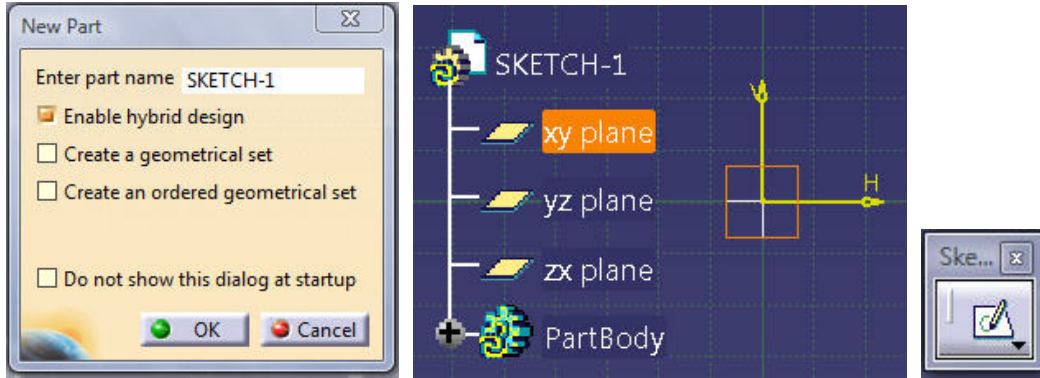 New Part
Enter part name SKETCH-1
Enable hybrid design
Create a geometrical set
Create an ordered geometrical set
Do not show this dialog at startup
OK Cancel
SKETCH-1
xy plane
yz plane
zx plane
PartBody
V
H
Ske...